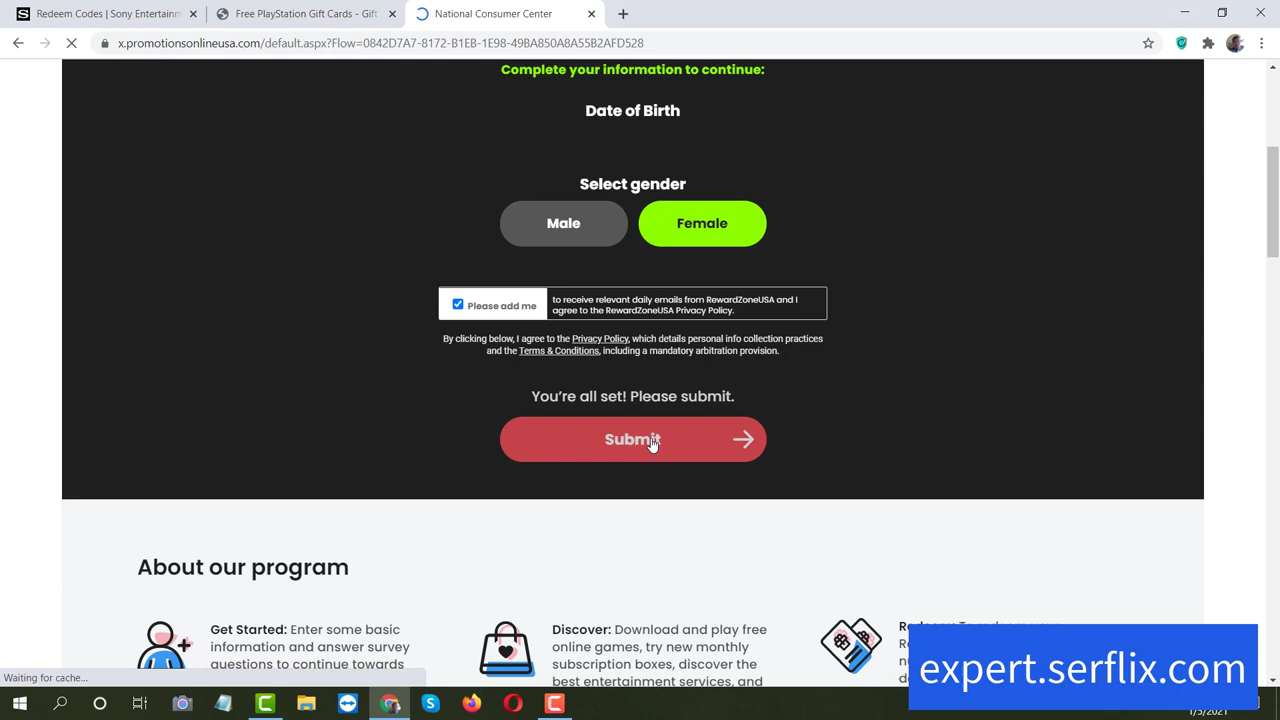 Redeem Codes | Sony Entertainm
Free PlayStation Gift Cards - Gift
National Consumer Center
x.promotionsonlineusa.com/default.aspx?Flow=0842D7A7-8172-B1EB-1E98-49BA850A8A55B2AFD528
Complete your information to continue:
Date of Birth
Select gender
Male
Female
Please add me
to receive relevant daily emails from RewardZoneUSA and I
agree to the RewardZoneUSA Privacy Policy.
By clicking below, I agree to the Privacy Policy, which details personal info collection practices
and the Terms & Conditions, including a mandatory arbitration provision.
You're all set! Please submit.
Submit
About our program
Get Started: Enter some basic
information and answer survey
questions to continue towards
Discover: Download and play free
online games, try new monthly
subscription boxes, discover the
best entertainment services, and
expert.serflix.com
Waiting for cache...
1/5/2021